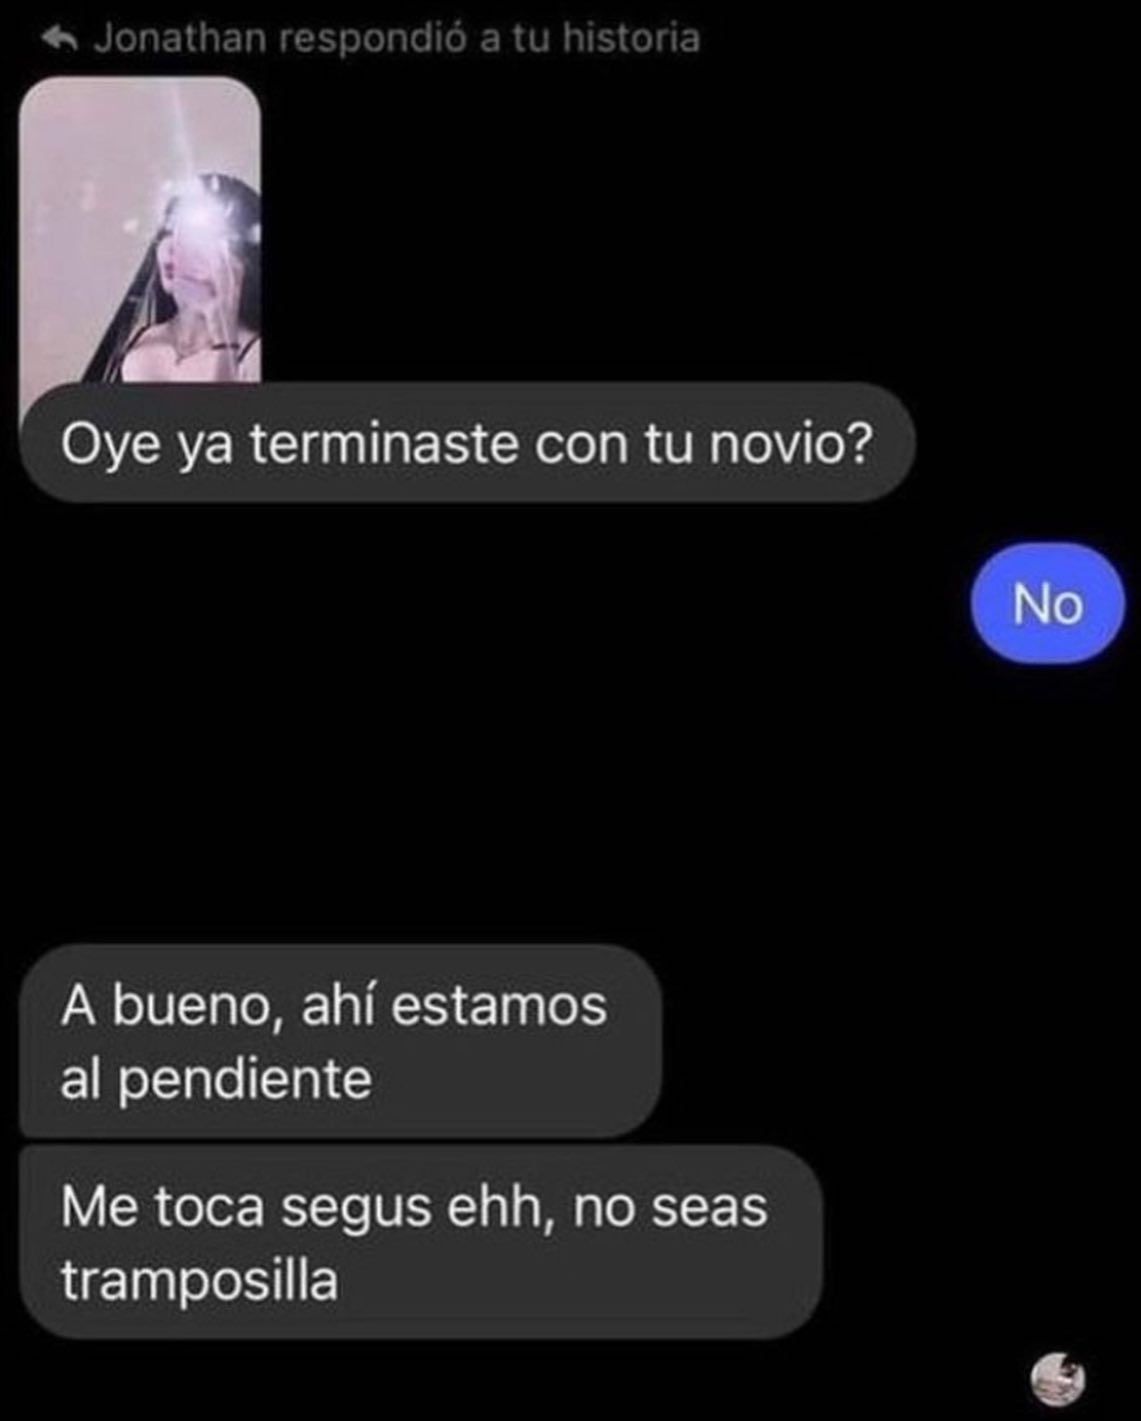 Jonathan respondió a tu historia
Oye ya terminaste con tu novio?
No
A bueno, ahí estamos
al pendiente
Me toca segus ehh, no seas
tramposilla